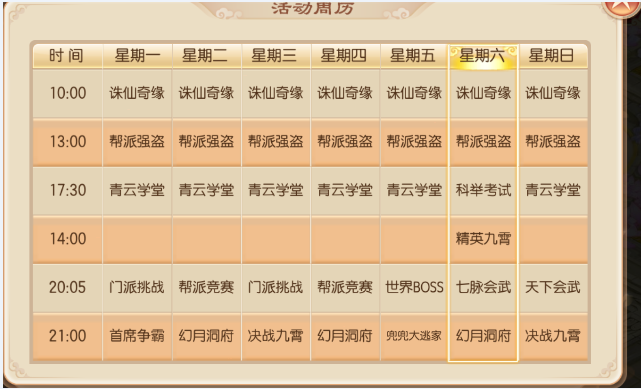 活动周历
时间 星期一 星期二 星期三 星期四 星期五 星期六 星期日
10:00 诛仙奇缘 诛仙奇缘 诛仙奇缘 诛仙奇缘 诛仙奇缘 诛仙奇缘 诛仙奇缘
13:00 帮派强盗 帮派强盗 帮派强盗 帮派强盗 帮派强盗 帮派强盗 帮派强盗
17:30 青云学堂 青云学堂 青云学堂 青云学堂 青云学堂 科举考试 青云学堂
14:00 精英九霄
20:05 门派挑战 帮派竞赛 门派挑战 帮派竞赛 世界BOSS 七脉会武 天下会武
21:00 首席争霸 幻月洞府 决战九霄 幻月洞府 兜兜大逃家 幻月洞府 决战九霄